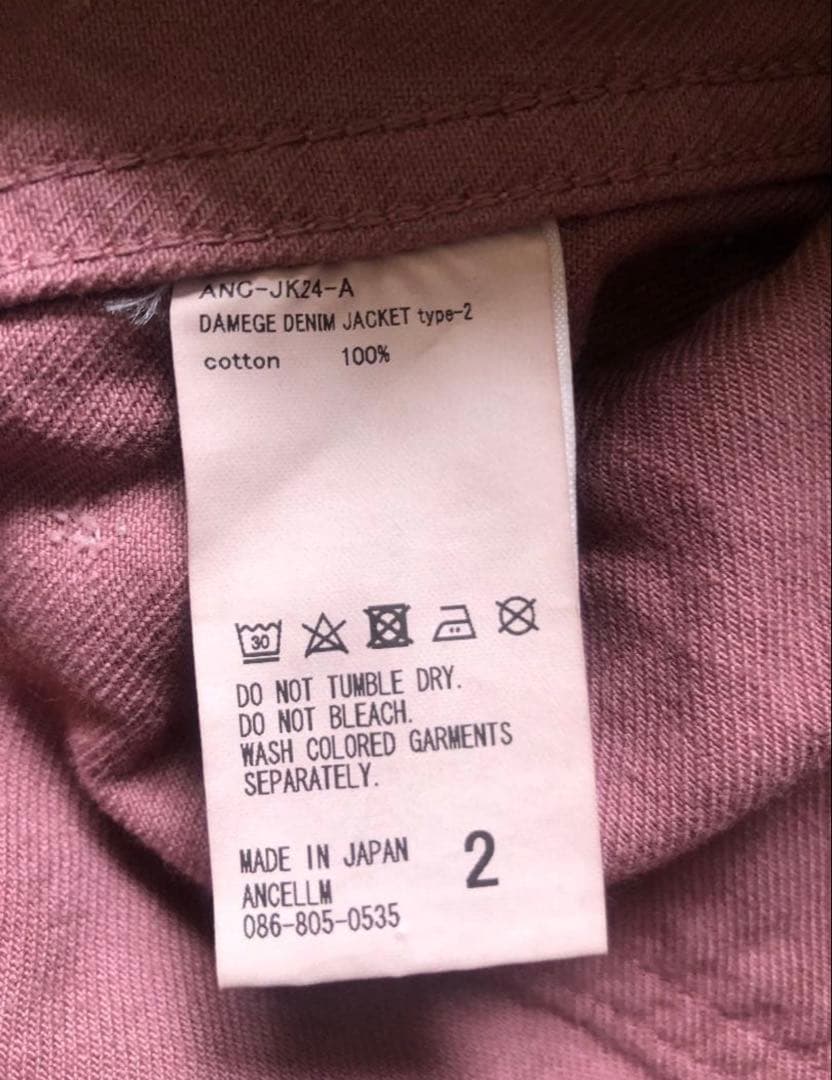 ANC-JK24-A
DAMEGE DENIM JACKET type-2
cotton 100%
30
DO NOT TUMBLE DRY.
DO NOT BLEACH.
WASH COLORED GARMENTS
SEPARATELY.
MADE IN JAPAN
ANCELLM
086-805-0535
2